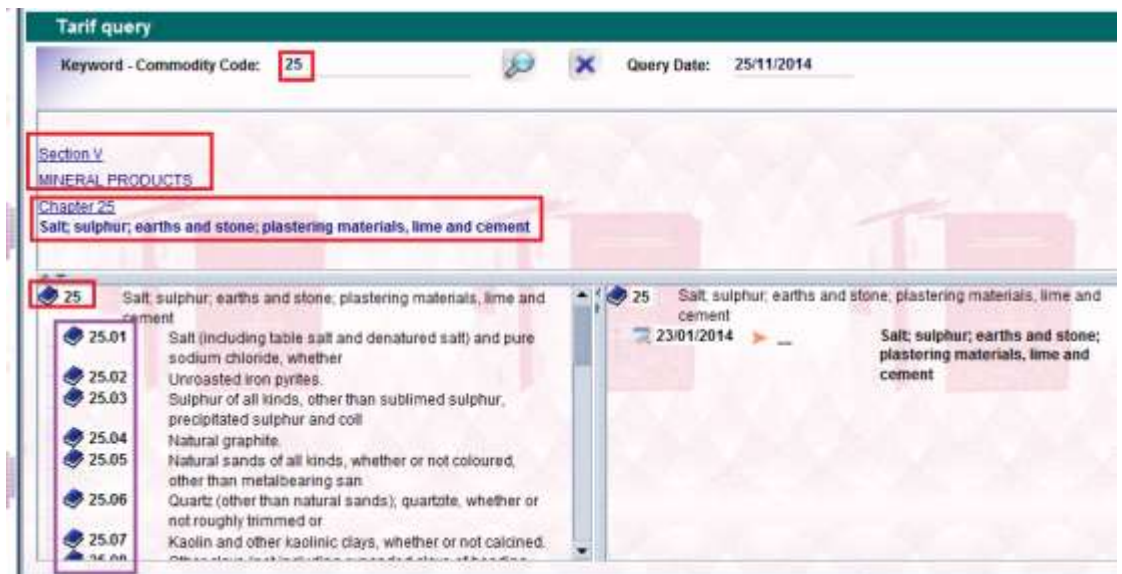 Tarif query
Keyword - Commodity Code: 25 Query Date: 25/11/2014
Section V
MINERAL PRODUCTS
Chapter 25
Salt; sulphur; earths and stone; plastering materials, lime and cement
25 Salt; sulphur; earths and stone; plastering materials, lime and
cement
25.01 Salt (including table salt and denatured salt) and pure
sodium chloride, whether
25.02 Unroasted iron pyrites.
25.03 Sulphur of all kinds, other than sublimed sulphur,
precipitated sulphur and coll
25.04 Natural graphite.
25.05 Natural sands of all kinds, whether or not coloured,
other than metalbearing san
25.06 Quartz (other than natural sands); quartzite, whether or
not roughly trimmed or
25.07 Kaolin and other kaolinic clays, whether or not calcined.
25 Salt; sulphur; earths and stone; plastering materials, lime and
cement
23/01/2014 Salt; sulphur; earths and stone;
plastering materials, lime and
cement